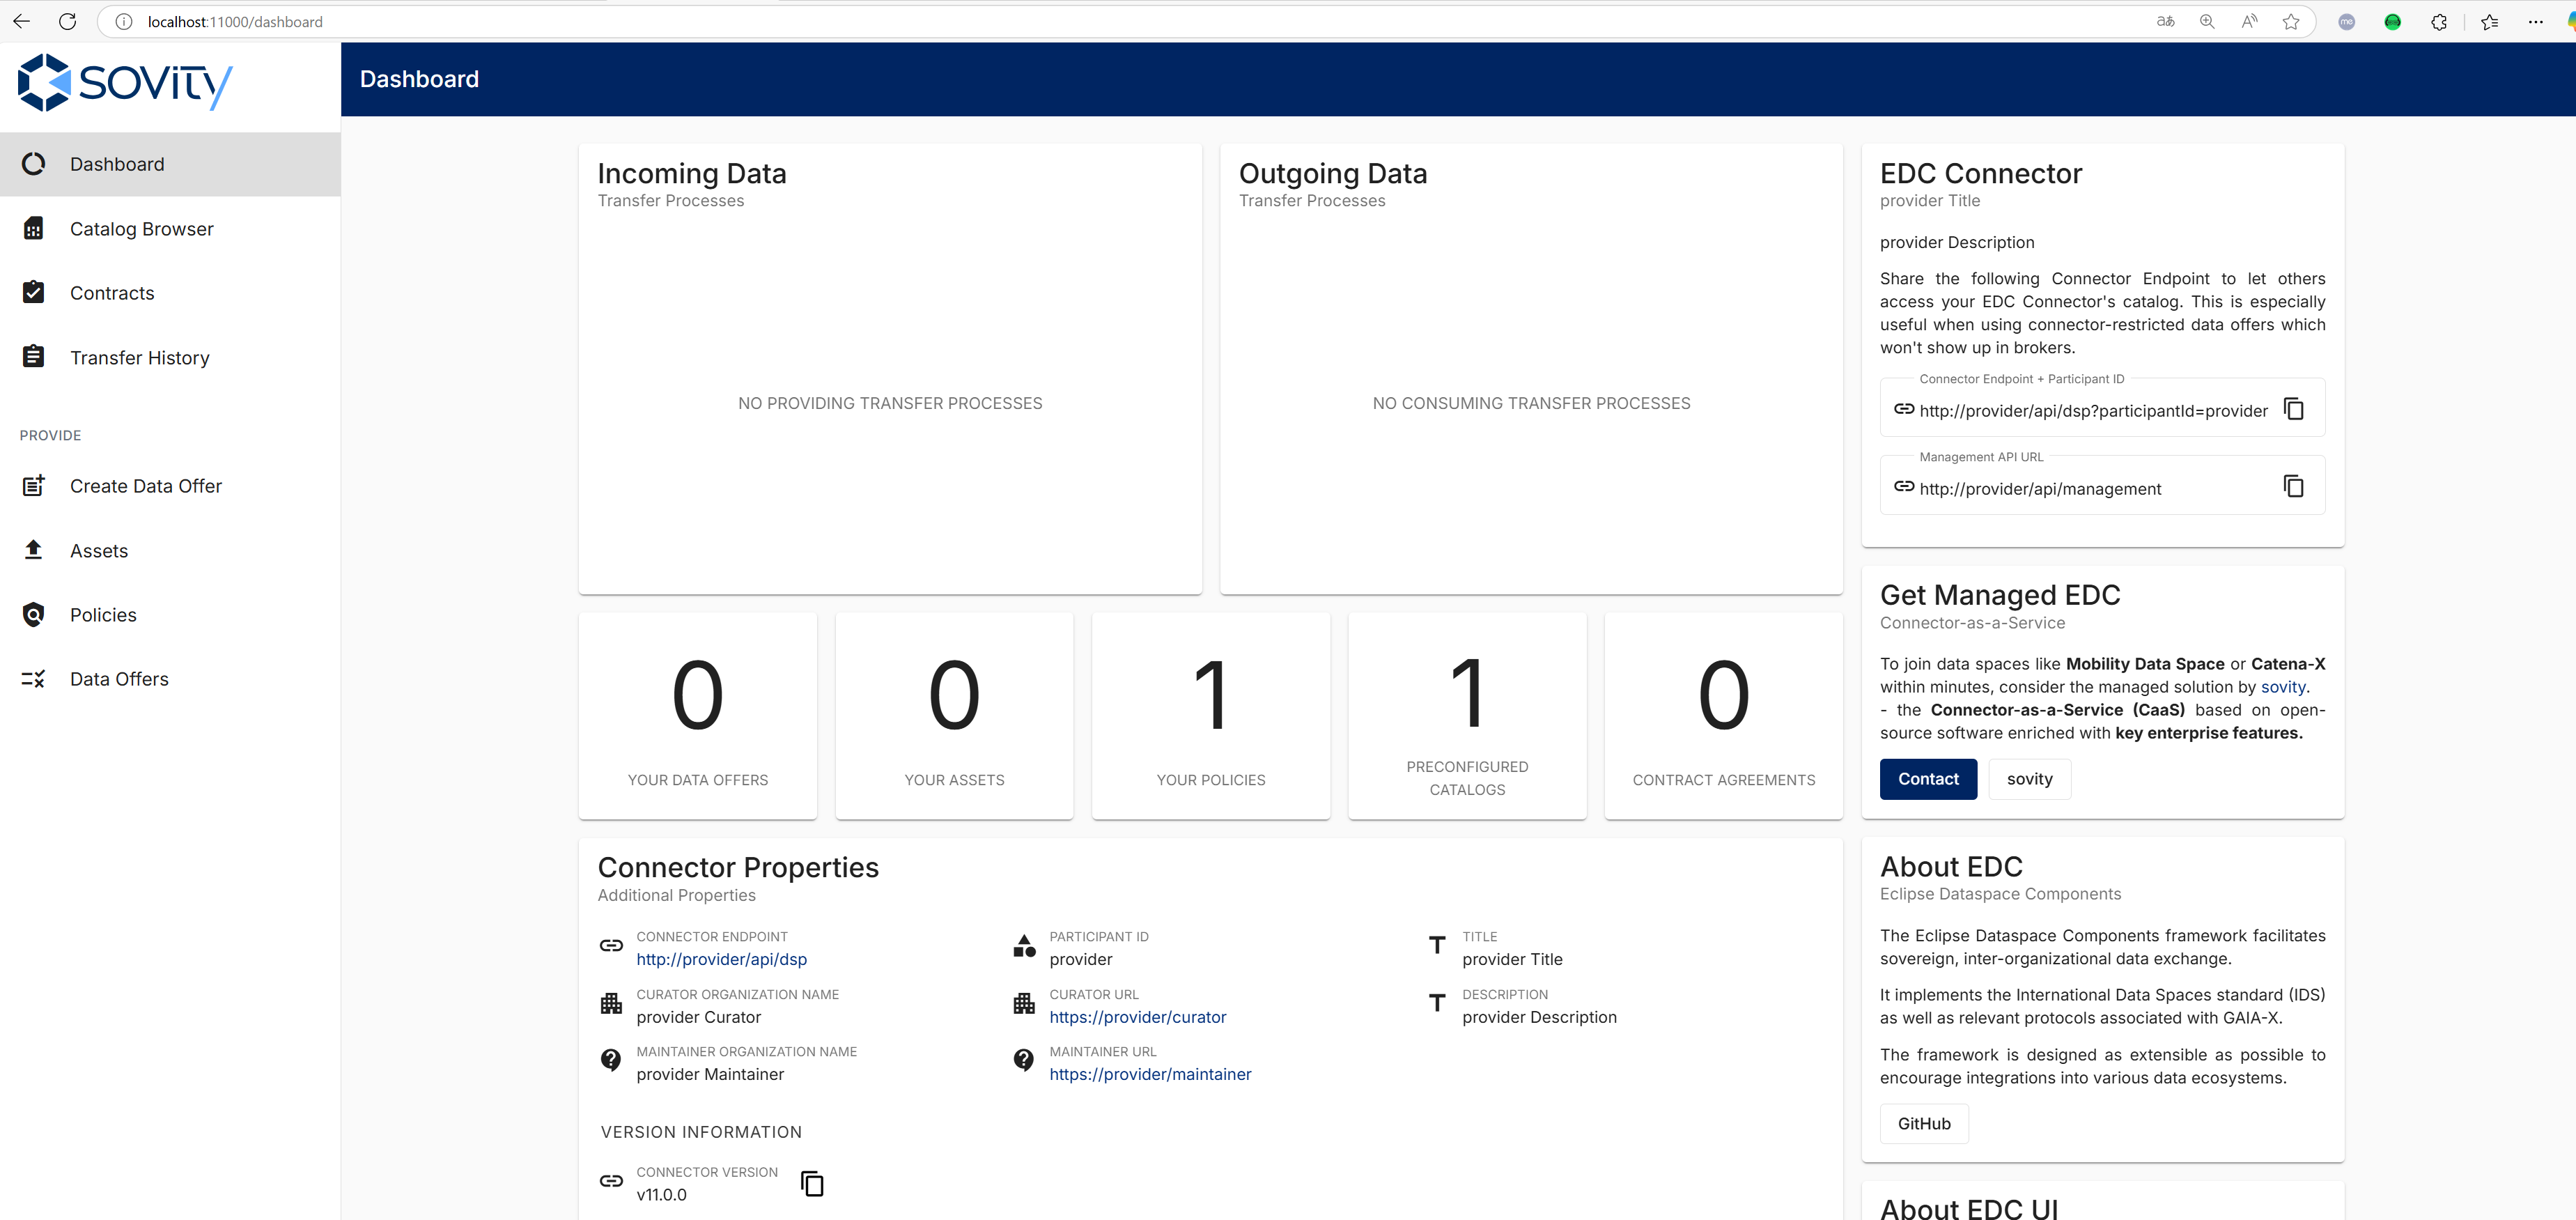 localhost:11000/dashboard
SOVITY
Dashboard
Dashboard
Catalog Browser
Contracts
Transfer History
PROVIDE
Create Data Offer
Assets
Policies
Data Offers
Incoming Data
Transfer Processes
NO PROVIDING TRANSFER PROCESSES
Outgoing Data
Transfer Processes
NO CONSUMING TRANSFER PROCESSES
0
YOUR DATA OFFERS
0
YOUR ASSETS
1
YOUR POLICIES
1
PRECONFIGURED
CATALOGS
0
CONTRACT AGREEMENTS
Connector Properties
Additional Properties
CONNECTOR ENDPOINT
http://provider/api/dsp
PARTICIPANT ID
provider
TITLE
provider Title
CURATOR ORGANIZATION NAME
provider Curator
CURATOR URL
https://provider/curator
DESCRIPTION
provider Description
MAINTAINER ORGANIZATION NAME
provider Maintainer
MAINTAINER URL
https://provider/maintainer
VERSION INFORMATION
CONNECTOR VERSION
v11.0.0
EDC Connector
provider Title
provider Description
Share the following Connector Endpoint to let others
access your EDC Connector's catalog. This is especially
useful when using connector-restricted data offers which
won't show up in brokers.
Connector Endpoint + Participant ID
http://provider/api/dsp?participantId=provider
Management API URL
http://provider/api/management
Get Managed EDC
Connector-as-a-Service
To join data spaces like Mobility Data Space or Catena-X
within minutes, consider the managed solution by sovity.
- the Connector-as-a-Service (CaaS) based on open-
source software enriched with key enterprise features.
Contact
sovity
About EDC
Eclipse Dataspace Components
The Eclipse Dataspace Components framework facilitates
sovereign, inter-organizational data exchange.
It implements the International Data Spaces standard (IDS)
as well as relevant protocols associated with GAIA-X.
The framework is designed as extensible as possible to
encourage integrations into various data ecosystems.
GitHub
About EDC UI